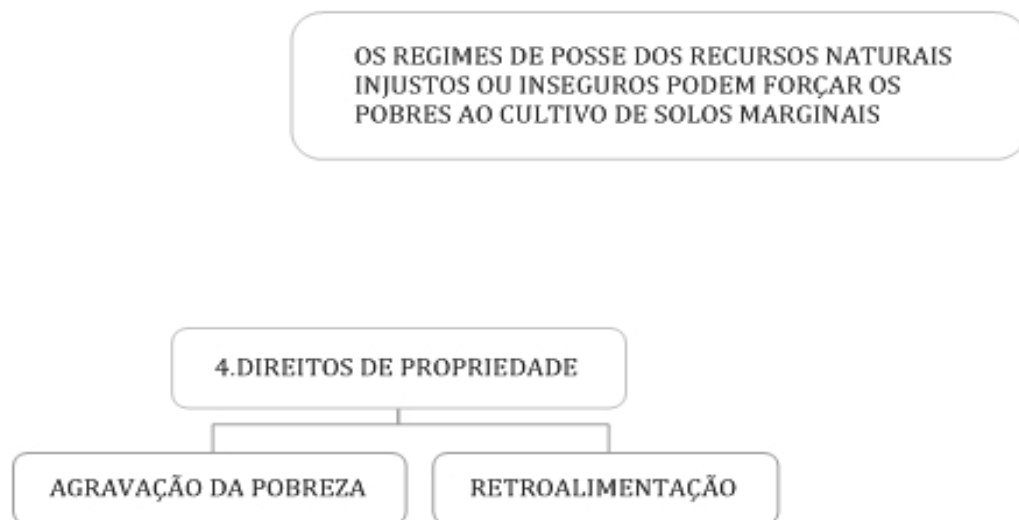 OS REGIMES DE POSSE DOS RECURSOS NATURAIS
INJUSTOS OU INSEGUROS PODEM FORÇAR OS
POBRES AO CULTIVO DE SOLOS MARGINAIS
4.DIREITOS DE PROPRIEDADE
AGRAVAÇÃO DA POBREZA
RETROALIMENTAÇÃO